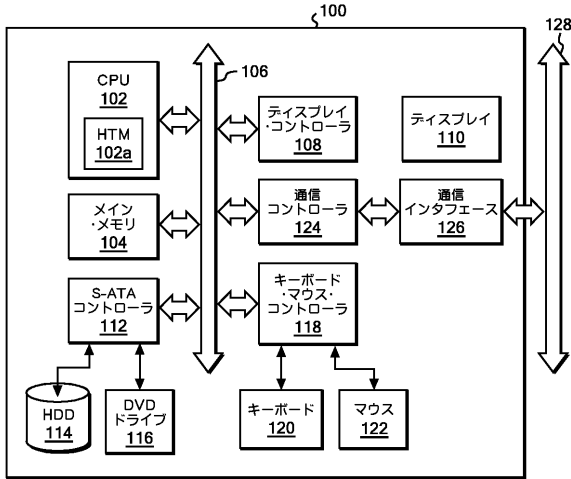 100
128
106
CPU
102
HTM
102a
ディスプレイ
・コントローラ
108
ディスプレイ
110
メイン
・メモリ
104
通信
コントローラ
124
通信
インタフェース
126
S-ATA
コントローラ
112
キーボード
・マウス・
コントローラ
118
HDD
114
DVD
ドライブ
116
キーボード
120
マウス
122